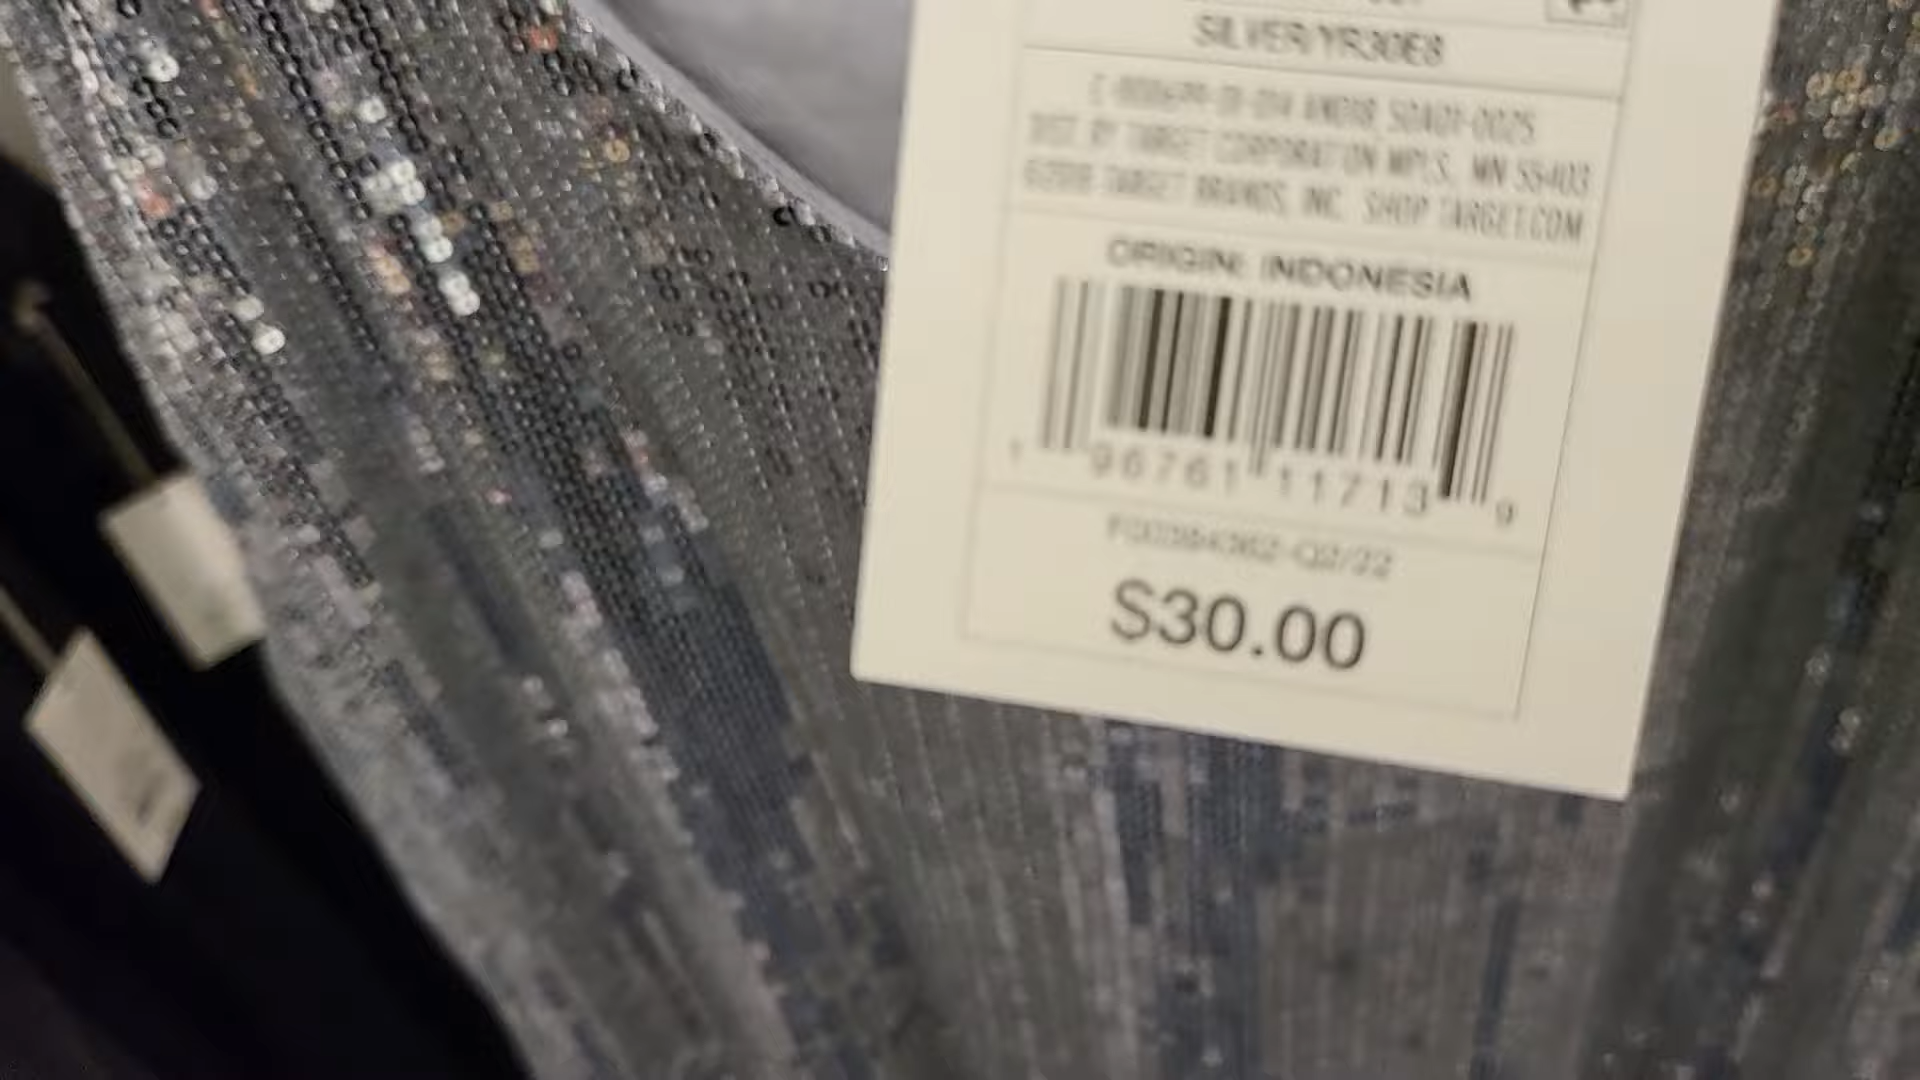 SILVER/YR30E8
DIST. BY TARGET CORPORATION MPLS, MN 55403
TARGET BRANDS, INC. SHOP TARGET.COM
ORIGIN: INDONESIA
1 96761 11713 9
$30.00